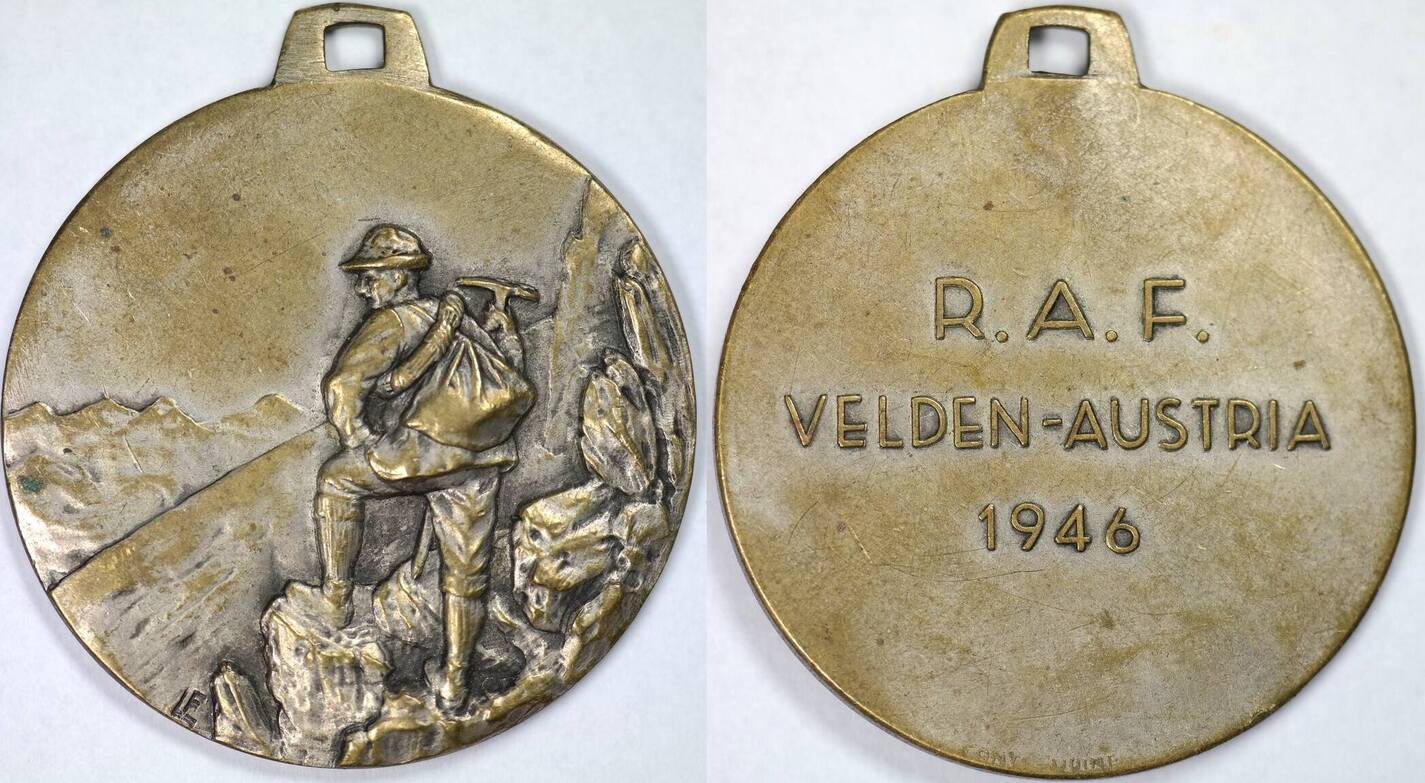 R.A.F.
VELDEN-AUSTRIA
1946